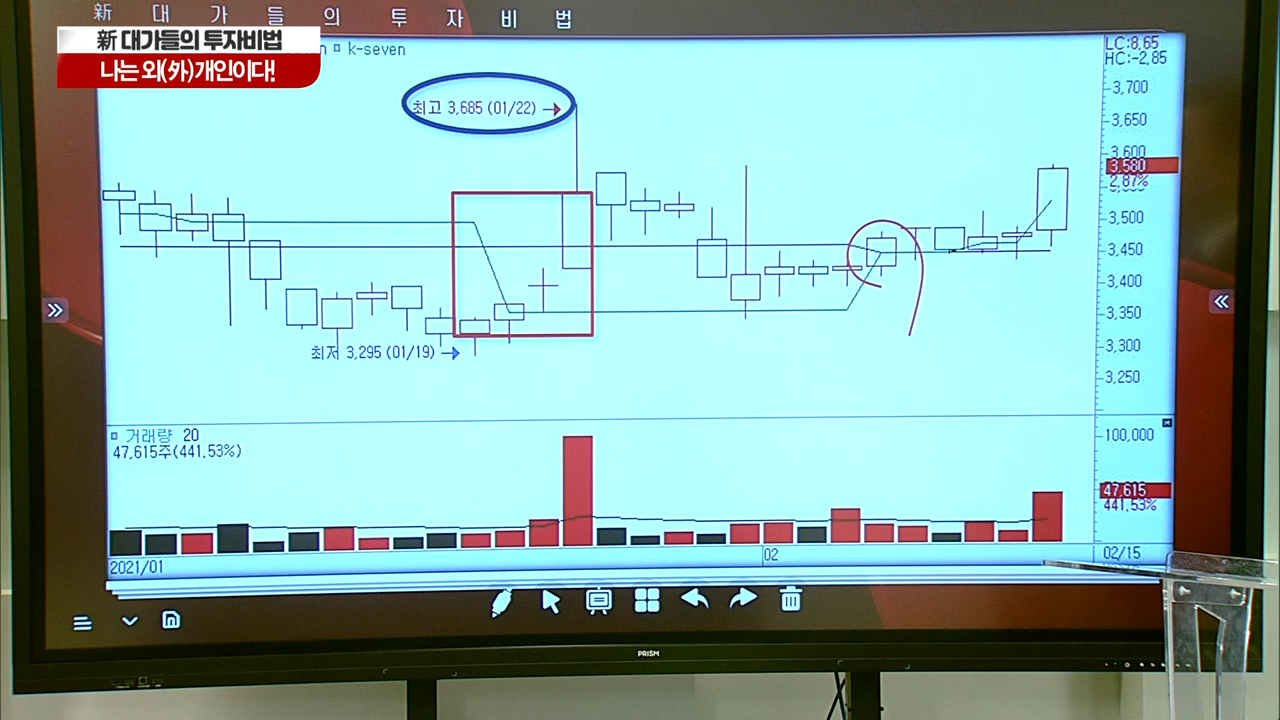 新 대 가 들 의 투 자 비 법
新 대가들의 투자비법
나는 외(外)개인이다!
k-seven
LC:8,65
HC:-2,85
최고 3,685 (01/22)
3,700
3,650
3,600
3,580
2,87%
3,500
3,450
3,400
3,350
3,300
3,250
최저 3,295 (01/19)
거래량 20
47,615주(441,53%)
100,000
47,615
441,53%
2021/01
02
02/15
PRISM